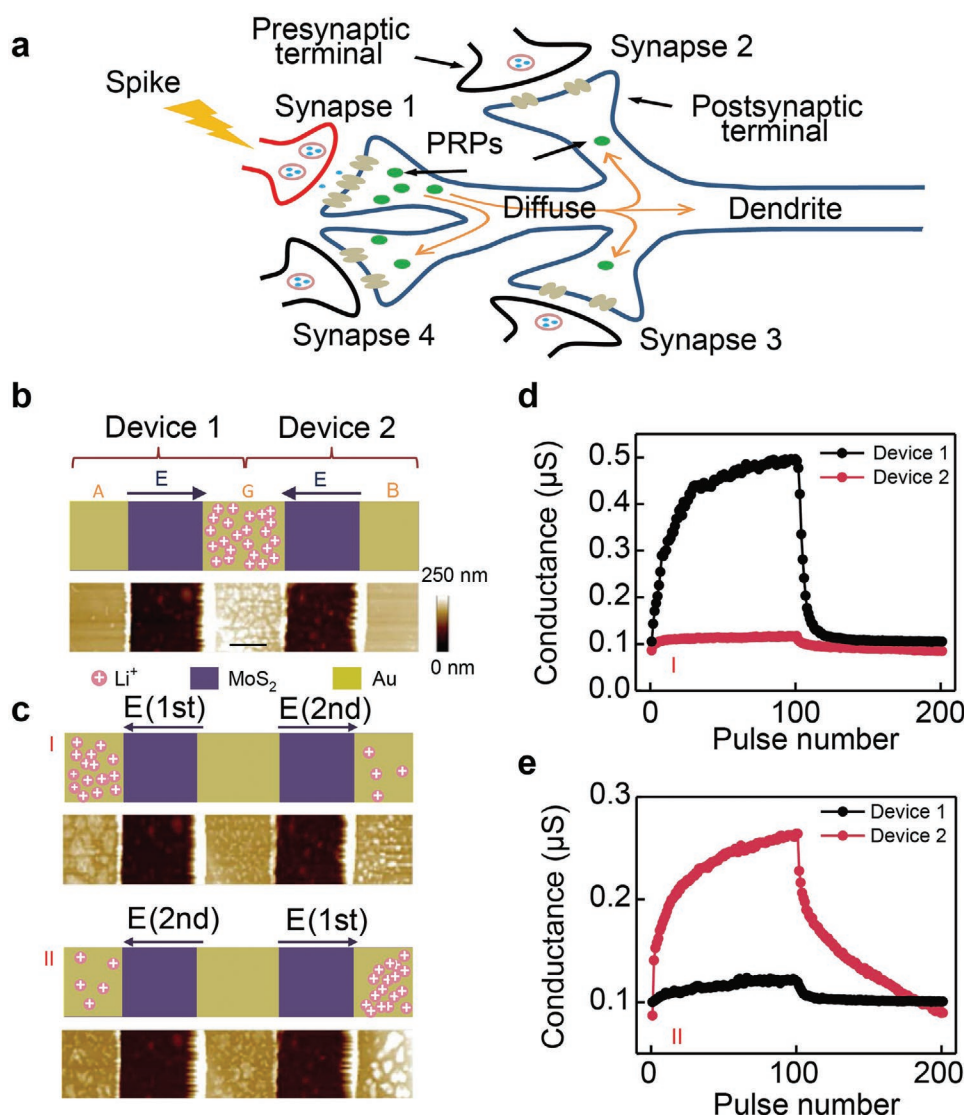 a
Presynaptic
terminal
Synapse 2
Spike
Synapse 1
Postsynaptic
terminal
PRPs
Diffuse
Dendrite
Synapse 4
Synapse 3
b
Device 1
Device 2
A
E
G
E
B
250 nm
0 nm
Li⁺
MoS₂
Au
c
I
E(1st)
E(2nd)
II
E(2nd)
E(1st)
d
Conductance (μS)
0.5
0.4
0.3
0.2
0.1
0.0
Device 1
Device 2
I
0
100
200
Pulse number
e
Conductance (μS)
0.3
0.2
0.1
Device 1
Device 2
II
0
100
200
Pulse number